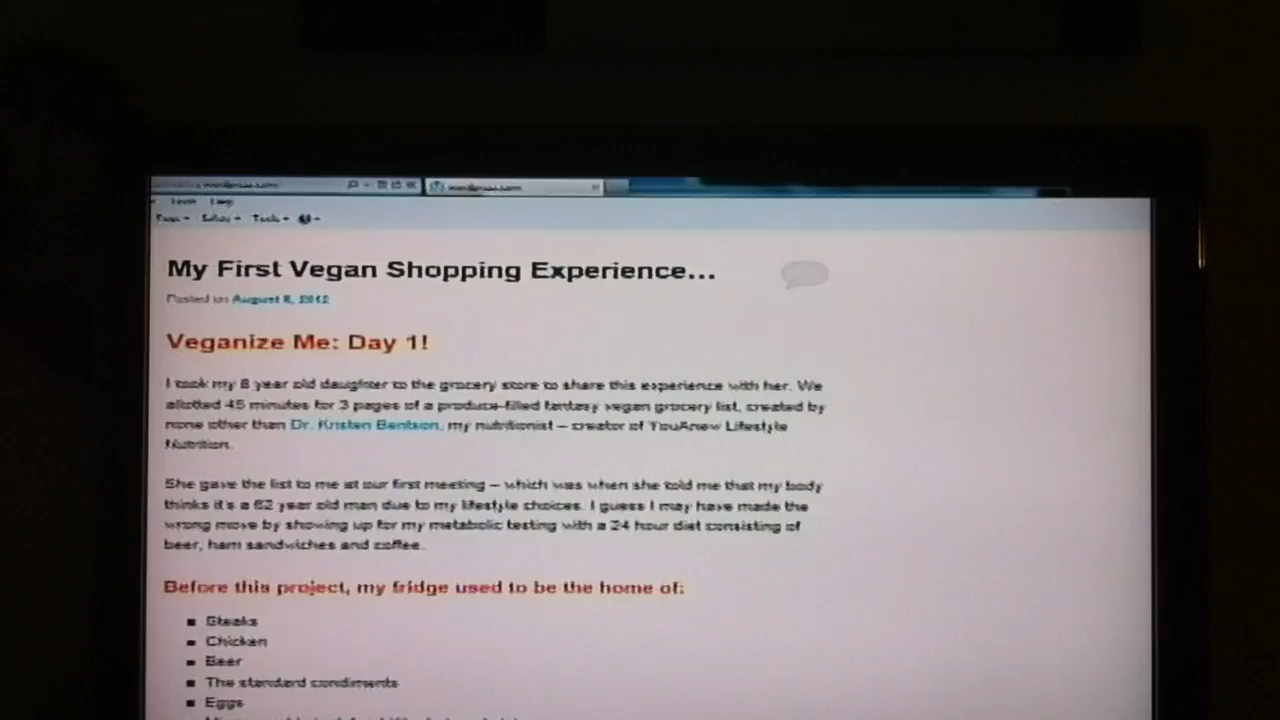 Tools
My First Vegan Shopping Experience...
Posted on August 8, 2012
Veganize Me: Day 1!
I took my 8 year old daughter to the grocery store to share this experience with her. We
allotted 45 minutes for 3 pages of a produce-filled fantasy vegan grocery list, created by
none other than Dr. Kristen Bentson, my nutritionist – creator of YouAnew Lifestyle
Nutrition.
She gave the list to me at our first meeting – which was when she told me that my body
thinks it's a 62 year old man due to my lifestyle choices. I guess I may have made the
wrong move by showing up for my metabolic testing with a 24 hour diet consisting of
beer, ham sandwiches and coffee.
Before this project, my fridge used to be the home of:
Steaks
Chicken
Beer
The standard condiments
Eggs